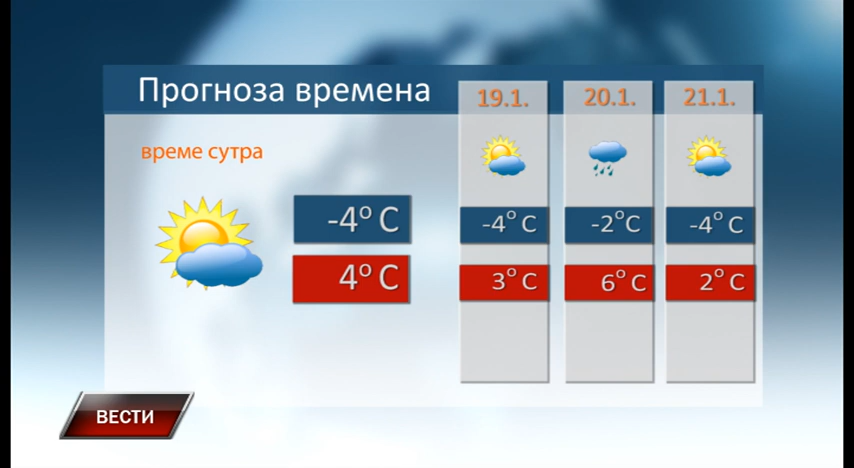 Прогноза времена
време сутра
-4° C
4° C
19.1.
-4° C
3° C
20.1.
-2°C
6° C
21.1.
-4° C
2° C
ВЕСТИ